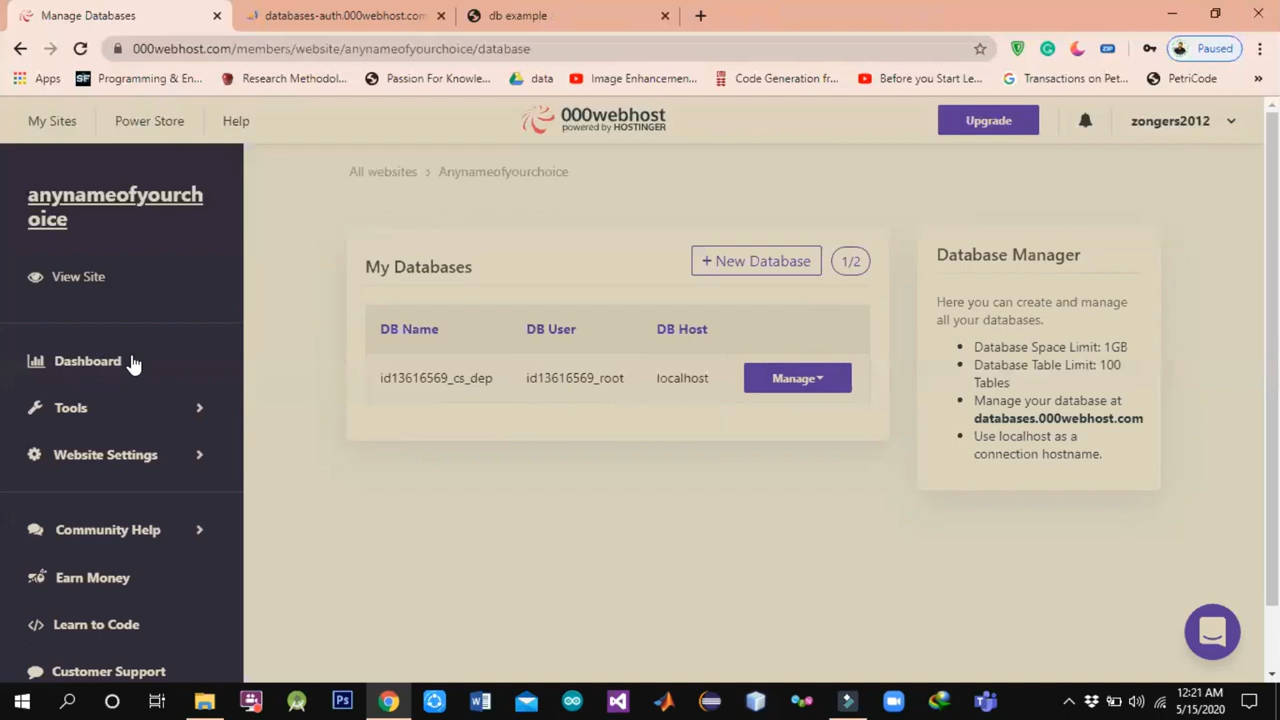 Manage Databases
databases-auth.000webhost.com
db example
000webhost.com/members/website/anynameofyourchoice/database
Paused
Apps
Programming & En...
Research Methodol...
Passion For Knowle...
data
Image Enhancemen...
Code Generation fr...
Before you Start Le...
Transactions on Pet...
PetriCode
My Sites
Power Store
Help
000webhost
powered by HOSTINGER
Upgrade
zongers2012
anynameofyourch
oice
View Site
Dashboard
Tools
Website Settings
Community Help
Earn Money
Learn to Code
Customer Support
All websites › Anynameofyourchoice
My Databases
+ New Database
1/2
DB Name DB User DB Host
id13616569_cs_dep id13616569_root localhost Manage
Database Manager
Here you can create and manage
all your databases.
• Database Space Limit: 1GB
• Database Table Limit: 100
Tables
• Manage your database at
databases.000webhost.com
• Use localhost as a
connection hostname.
12:21 AM
5/15/2020